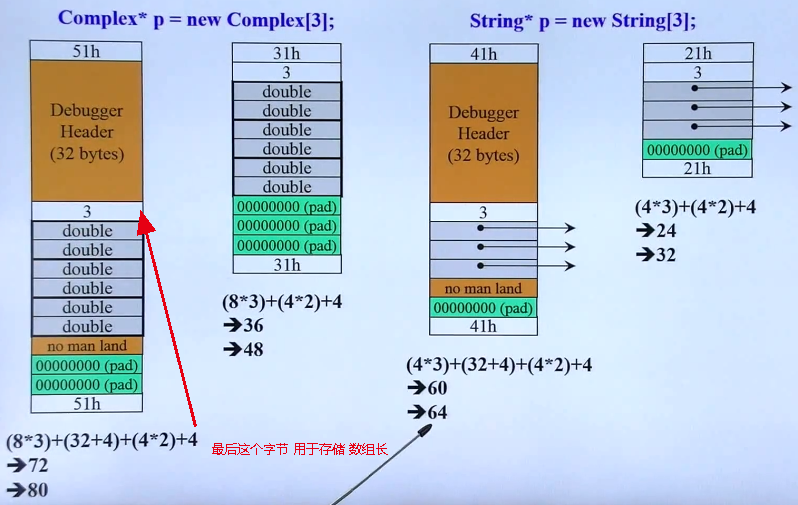 Complex* p = new Complex[3];
51h
Debugger
Header
(32 bytes)
3
double
double
double
double
double
double
no man land
00000000 (pad)
00000000 (pad)
51h
(8*3)+(32+4)+(4*2)+4
➔72
➔80
31h
3
double
double
double
double
double
double
00000000 (pad)
00000000 (pad)
00000000 (pad)
31h
(8*3)+(4*2)+4
➔36
➔48
最后这个字节 用于存储 数组长
String* p = new String[3];
41h
Debugger
Header
(32 bytes)
3
no man land
00000000 (pad)
41h
(4*3)+(32+4)+(4*2)+4
➔60
➔64
21h
3
00000000 (pad)
21h
(4*3)+(4*2)+4
➔24
➔32